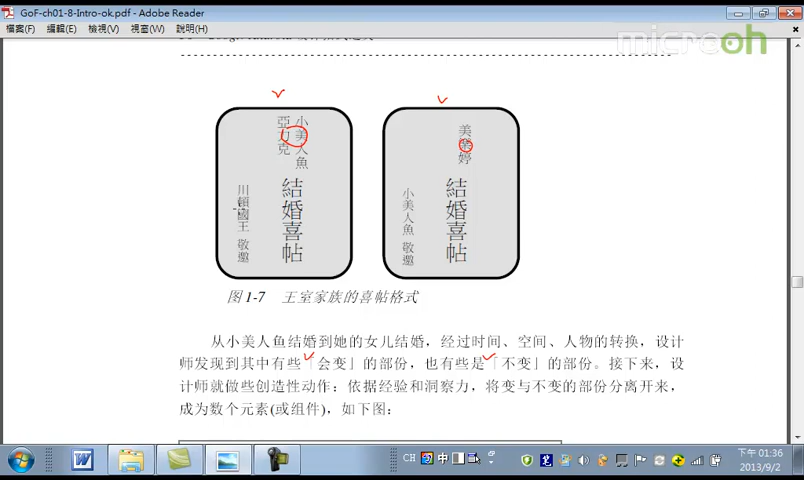 GoF-ch01-8-Intro-ok.pdf - Adobe Reader
檔案(F) 編輯(E) 檢視(V) 視窗(W) 說明(H)
microoh
小美人魚
亞力克
結婚喜帖
川頓國王 敬邀
美
婷
結婚喜帖
小美人魚 敬邀
图 1-7 王室家族的喜帖格式
从小美人鱼结婚到她的女儿结婚，经过时间、空间、人物的转换，设计
师发现到其中有些「会变」的部份，也有些是「不变」的部份。接下来，设
计师就做些创造性动作：依据经验和洞察力，将变与不变的部份分离开来，
成为数个元素(或组件)，如下图：
CH 中
下午 01:36
2013/9/2